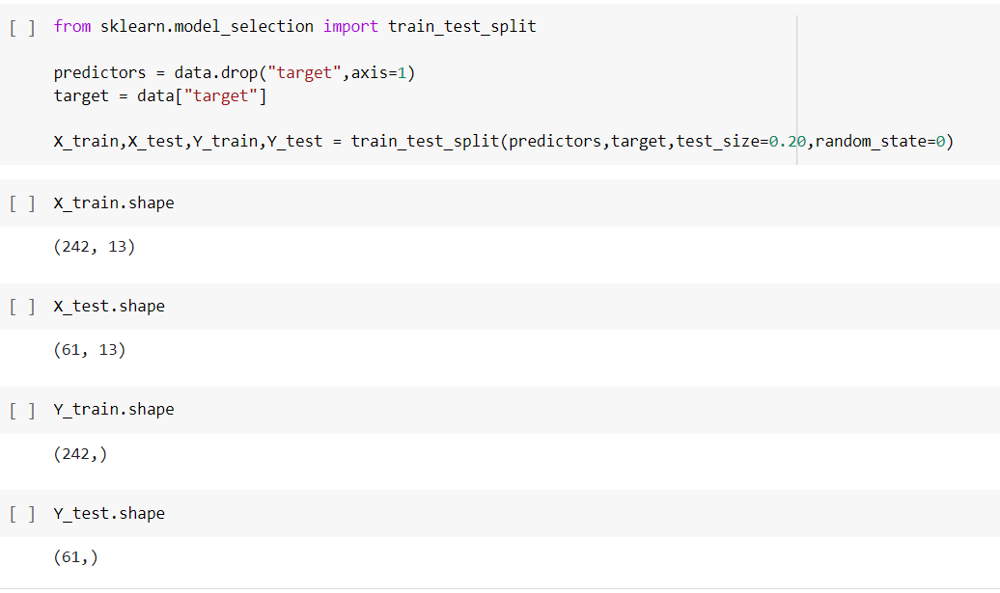 [ ] from sklearn.model_selection import train_test_split
predictors = data.drop("target",axis=1)
target = data["target"]
X_train,X_test,Y_train,Y_test = train_test_split(predictors,target,test_size=0.20,random_state=0)
[ ] X_train.shape
(242, 13)
[ ] X_test.shape
(61, 13)
[ ] Y_train.shape
(242,)
[ ] Y_test.shape
(61,)